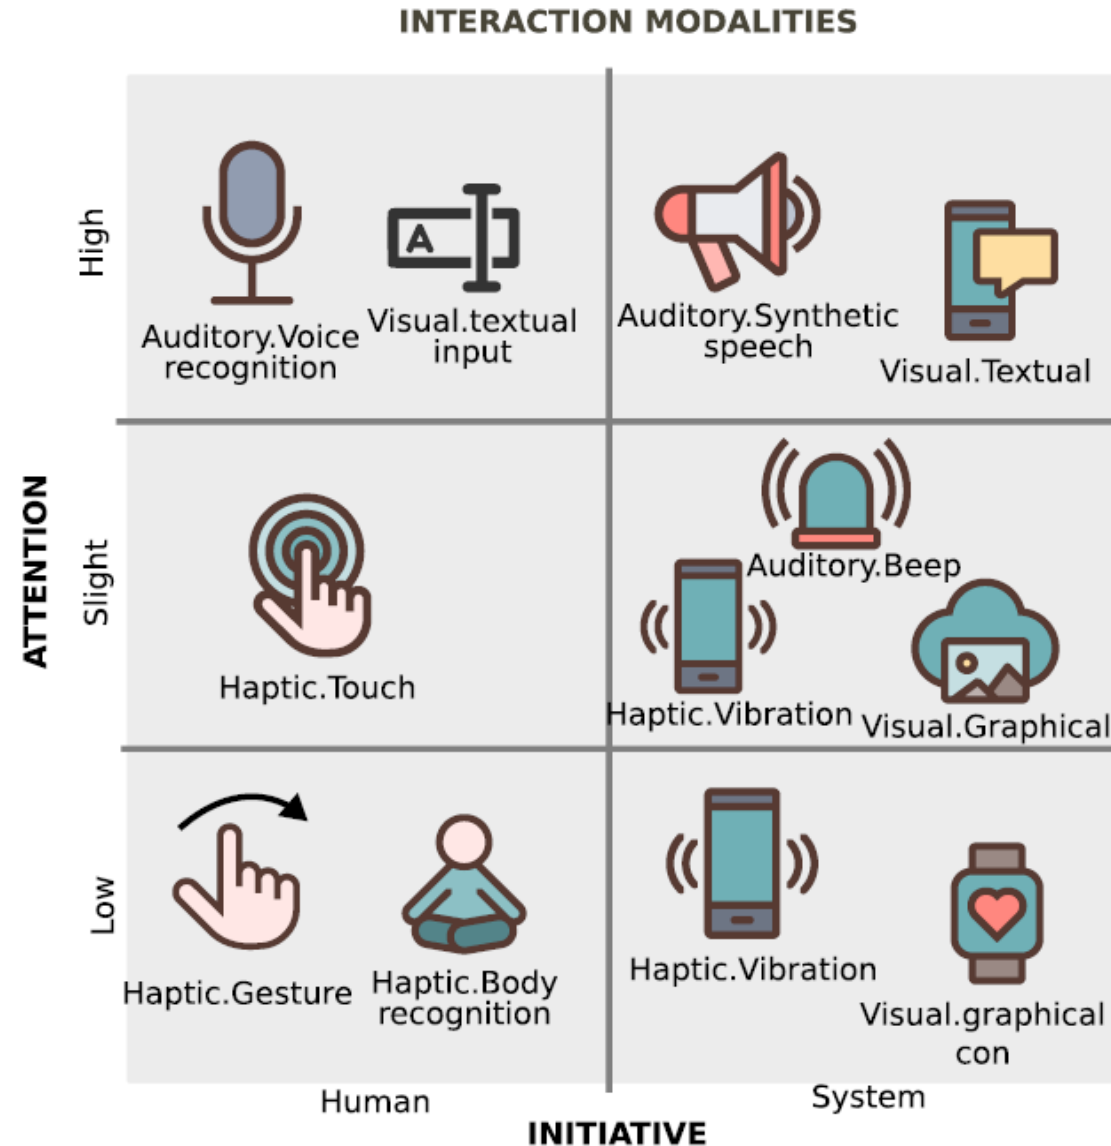 INTERACTION MODALITIES
High
A
Auditory.Voice
recognition
Visual.textual
input
Auditory.Synthetic
speech
Visual.Textual
ATTENTION
Slight
Haptic.Touch
Auditory.Beep
Haptic.Vibration
Visual.Graphical
Low
Haptic.Gesture
Haptic.Body
recognition
Haptic.Vibration
Visual.graphical
con
Human
System
INITIATIVE